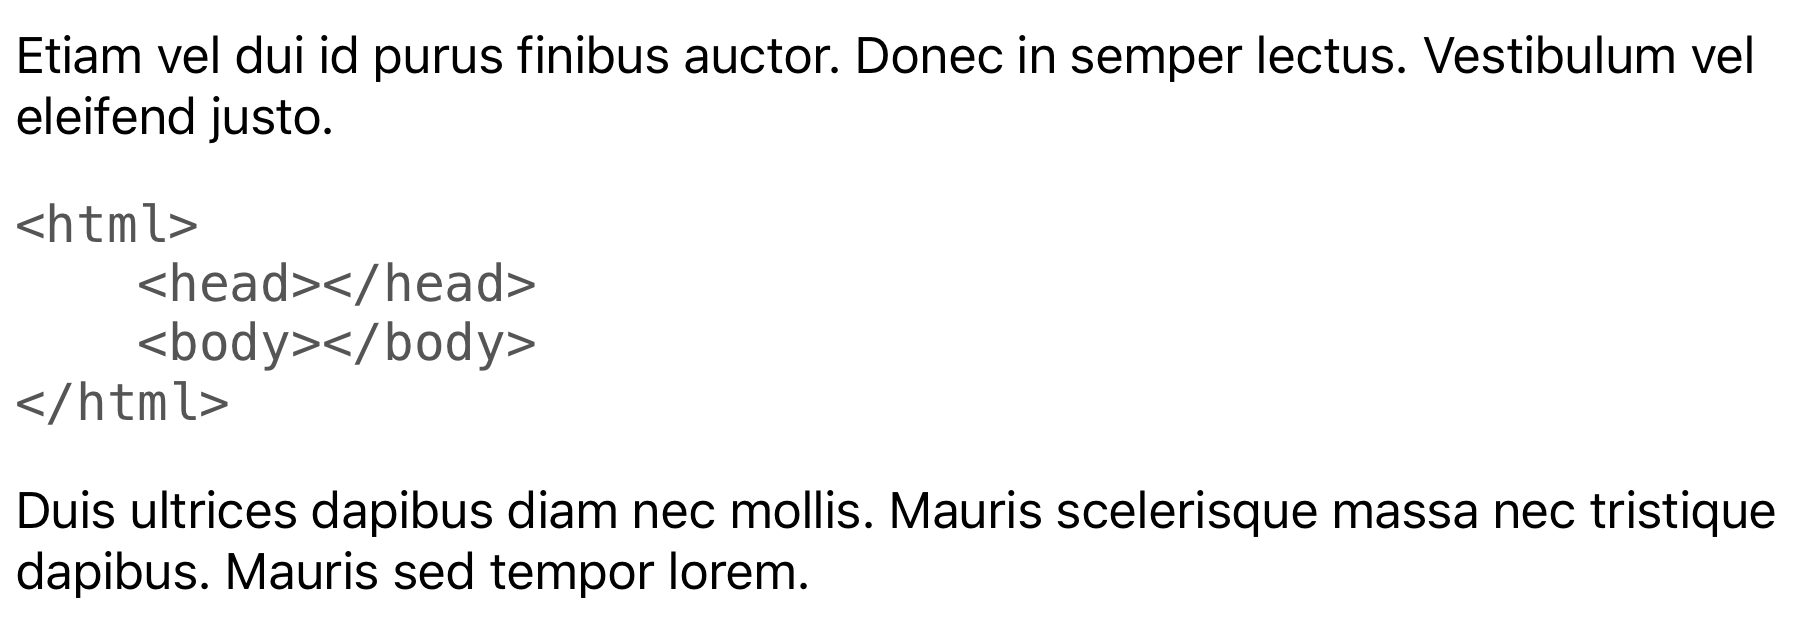 Etiam vel dui id purus finibus auctor. Donec in semper lectus. Vestibulum vel
eleifend justo.
<html>
    <head></head>
    <body></body>
</html>
Duis ultrices dapibus diam nec mollis. Mauris scelerisque massa nec tristique
dapibus. Mauris sed tempor lorem.